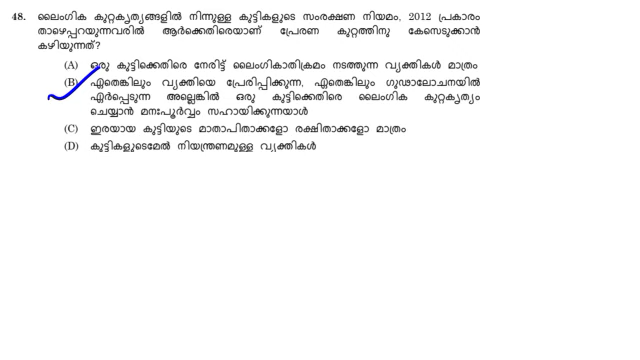 48. ലൈംഗിക കുറ്റകൃത്യങ്ങളിൽ നിന്നുള്ള കുട്ടികളുടെ സംരക്ഷണ നിയമം, 2012 പ്രകാരം
താഴെപ്പറയുന്നവരിൽ ആർക്കെതിരെയാണ് പ്രേരണ കുറ്റത്തിനു കേസെടുക്കാൻ
കഴിയുന്നത്?
(A) ഒരു കുട്ടിക്കെതിരെ നേരിട്ട് ലൈംഗികാതിക്രമം നടത്തുന്ന വ്യക്തികൾ മാത്രം
(B) ഏതെങ്കിലും വ്യക്തിയെ പ്രേരിപ്പിക്കുന്ന, ഏതെങ്കിലും ഗൂഢാലോചനയിൽ
ഏർപ്പെടുന്ന അല്ലെങ്കിൽ ഒരു കുട്ടിക്കെതിരെ ലൈംഗിക കുറ്റകൃത്യം
ചെയ്യാൻ മനഃപൂർവ്വം സഹായിക്കുന്നയാൾ
(C) ഇരയായ കുട്ടിയുടെ മാതാപിതാക്കളോ രക്ഷിതാക്കളോ മാത്രം
(D) കുട്ടികളുടെമേൽ നിയന്ത്രണമുള്ള വ്യക്തികൾ